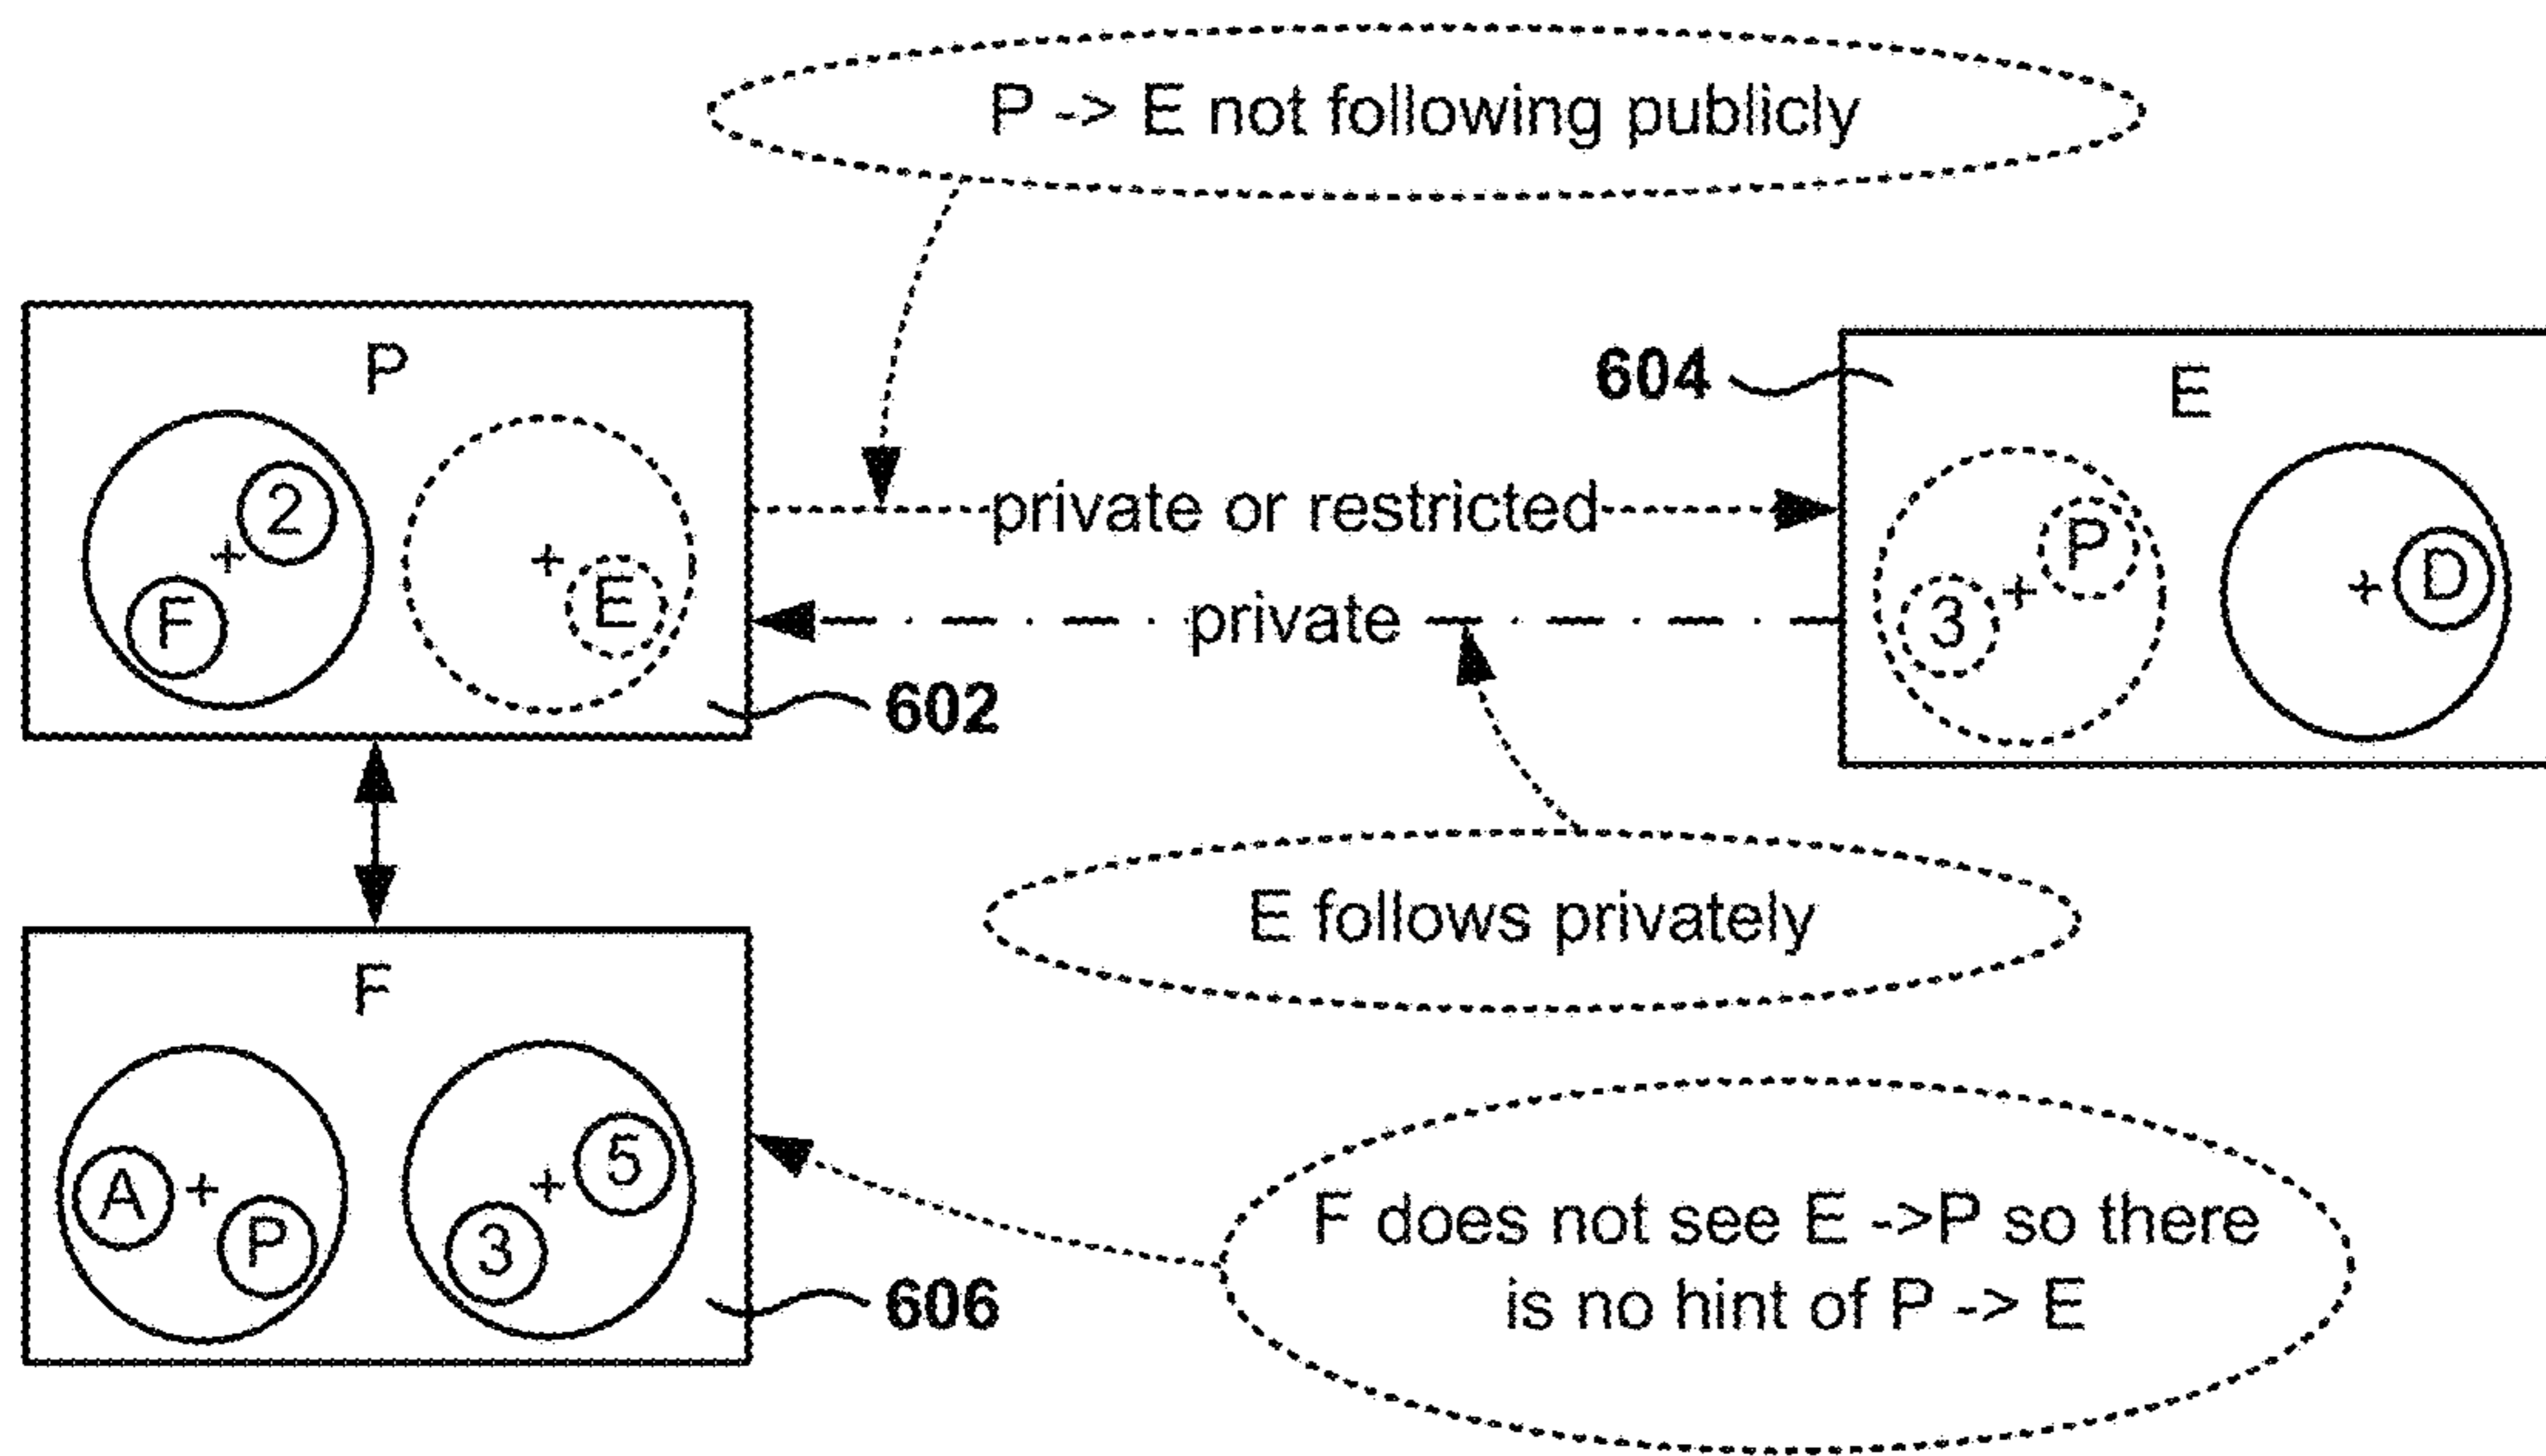 P -> E not following publicly
P
2
F
+
+
E
602
private or restricted
private
604
E
P
3
+
+
D
E follows privately
F
A
+
P
+
5
3
606
F does not see E ->P so there
is no hint of P -> E